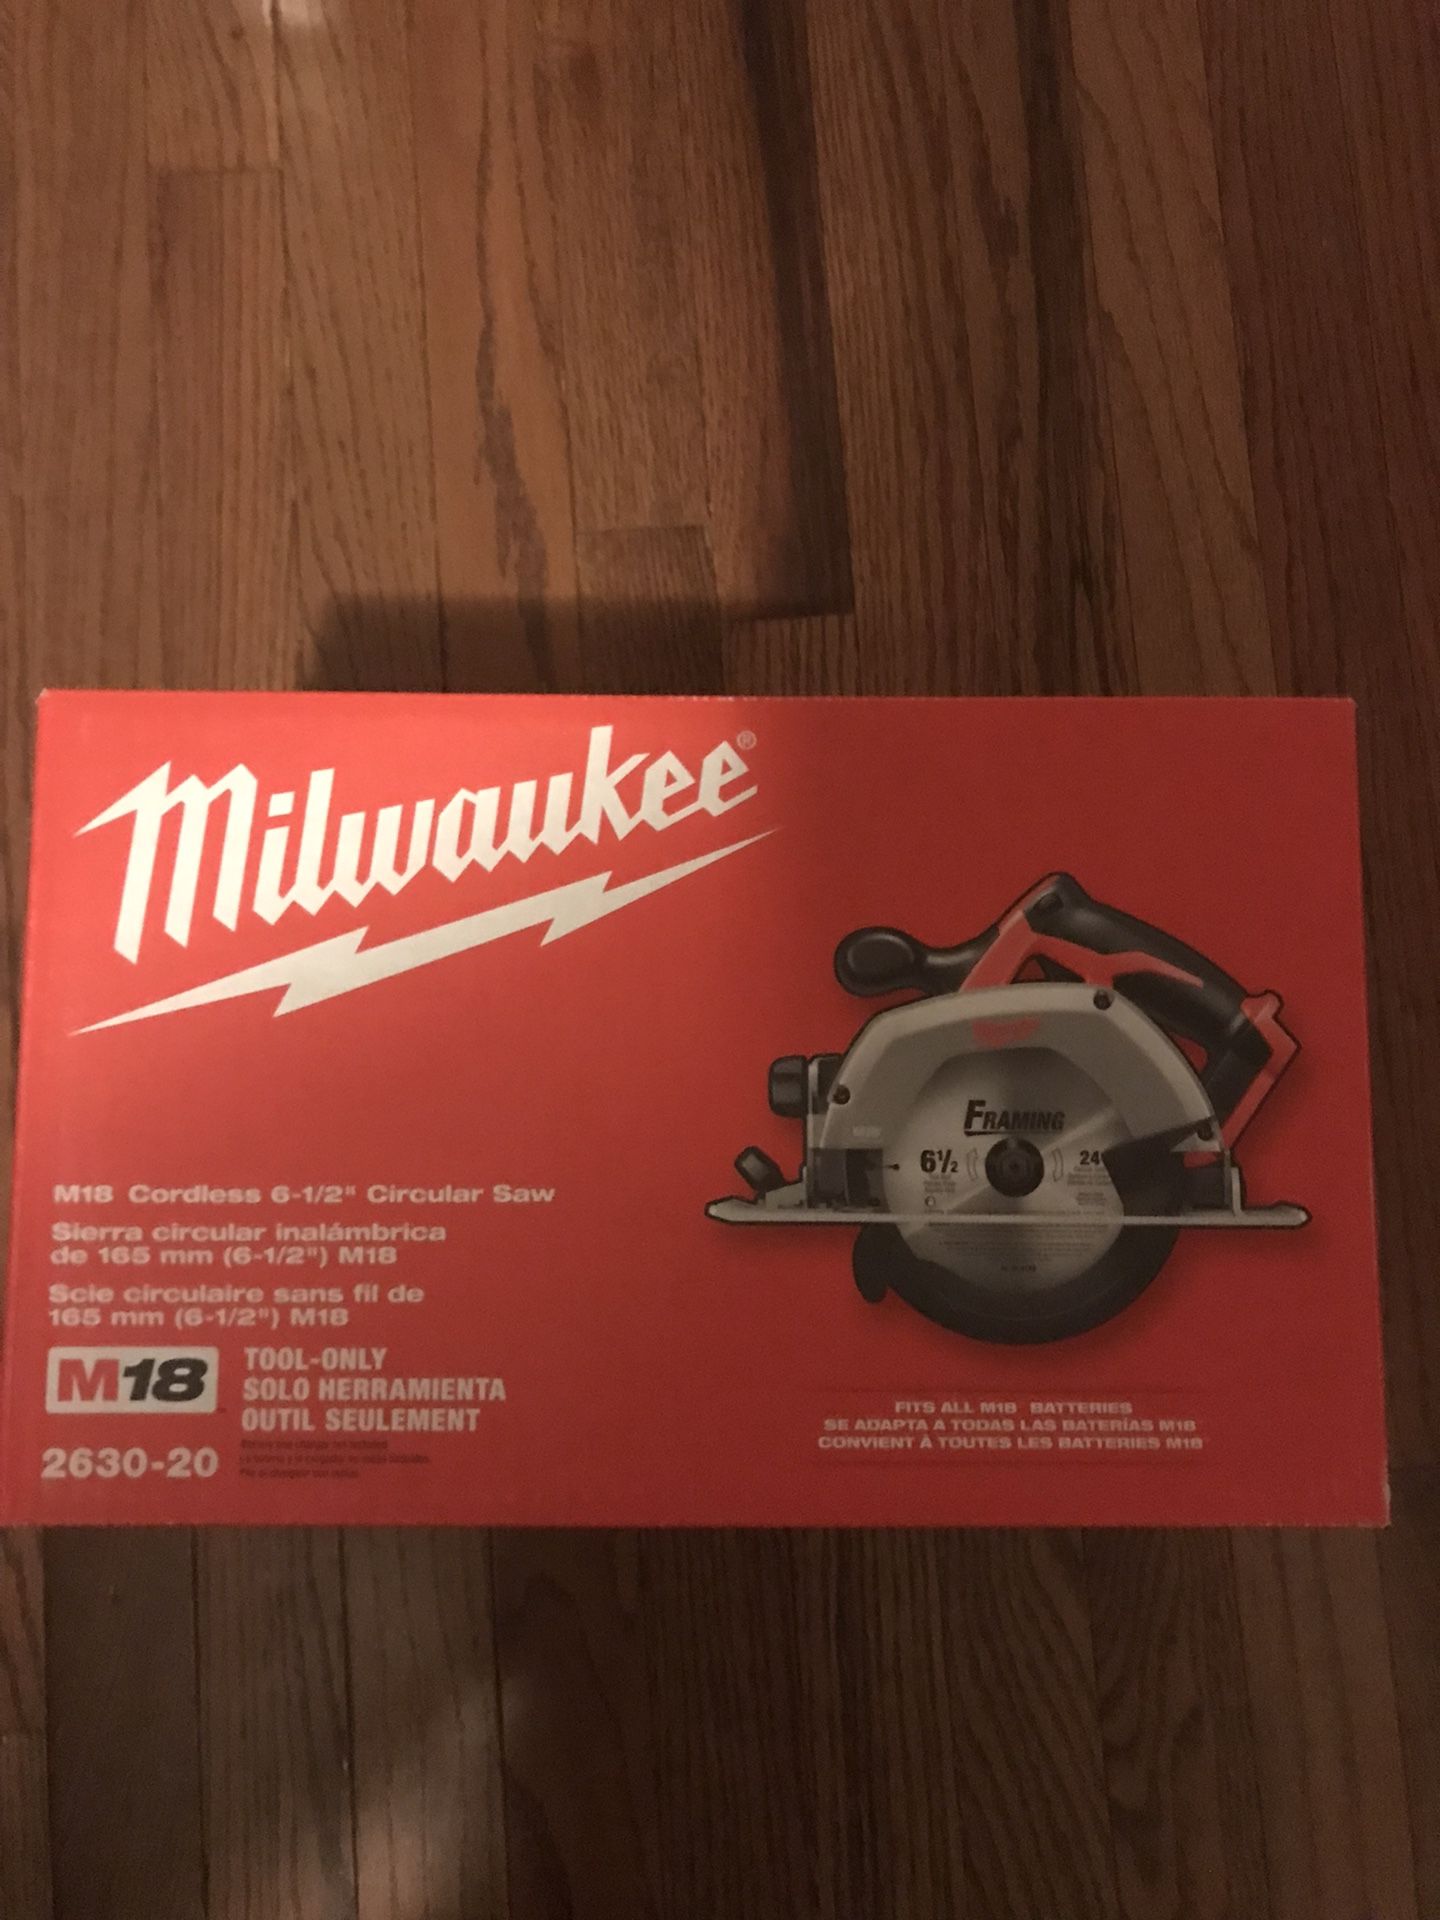 Milwaukee®
M18 Cordless 6-1/2" Circular Saw
Sierra circular inalámbrica
de 165 mm (6-1/2") M18
Scie circulaire sans fil de
165 mm (6-1/2") M18
M18
TOOL-ONLY
SOLO HERRAMIENTA
OUTIL SEULEMENT
2630-20
FRAMING
6½
24
FITS ALL M18 BATTERIES
SE ADAPTA A TODAS LAS BATERÍAS M18
CONVIENT À TOUTES LES BATTERIES M18